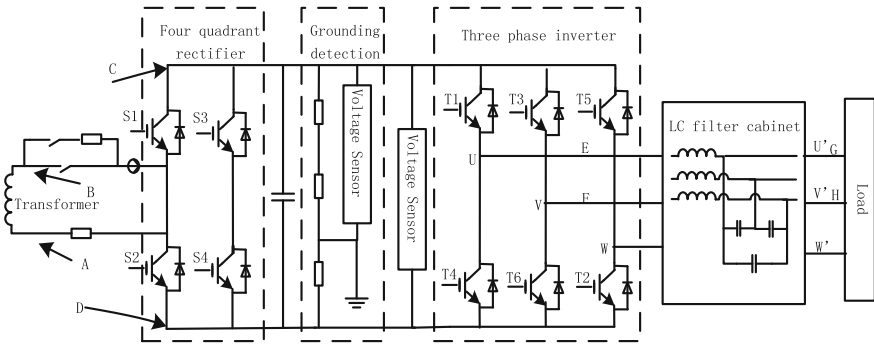 Four quadrant
rectifier
Grounding
detection
Three phase inverter
C
S1
S3
B
Transformer
A
S2
S4
D
Voltage Sensor
Voltage Sensor
T1
T3
T5
U
E
V
F
W
T4
T6
T2
LC filter cabinet
U'G
V'H
W'
Load